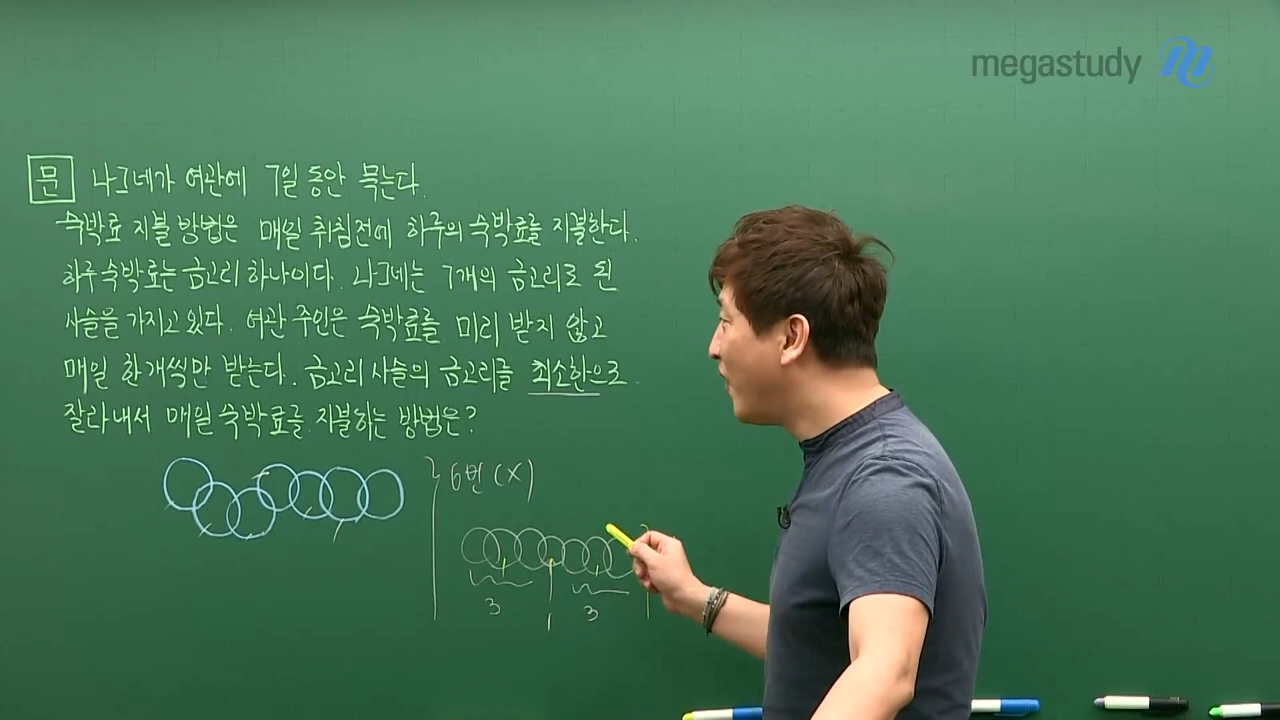 megastudy
문 나그네가 여관에 7일 동안 묵는다.
숙박료 지불 방법은 매일 취침전에 하루의 숙박료를 지불한다.
하루 숙박료는 금고리 하나이다. 나그네는 7개의 금고리로 된
사슬을 가지고 있다. 여관 주인은 숙박료를 미리 받지 않고
매일 한개씩만 받는다. 금고리 사슬의 금고리를 최소한으로
잘라내서 매일 숙박료를 지불하는 방법은?
6번 (X)
3 1 3